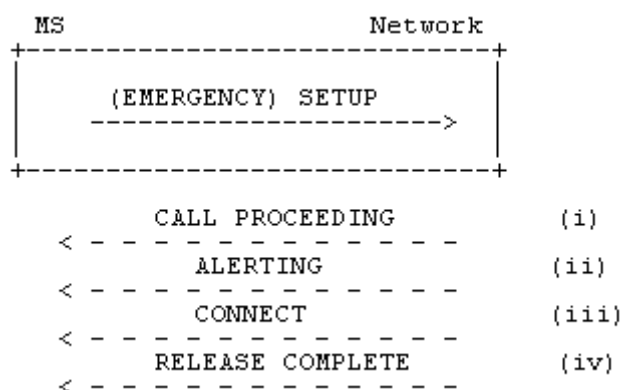 MS Network
(EMERGENCY) SETUP
CALL PROCEEDING (i)
ALERTING (ii)
CONNECT (iii)
RELEASE COMPLETE (iv)